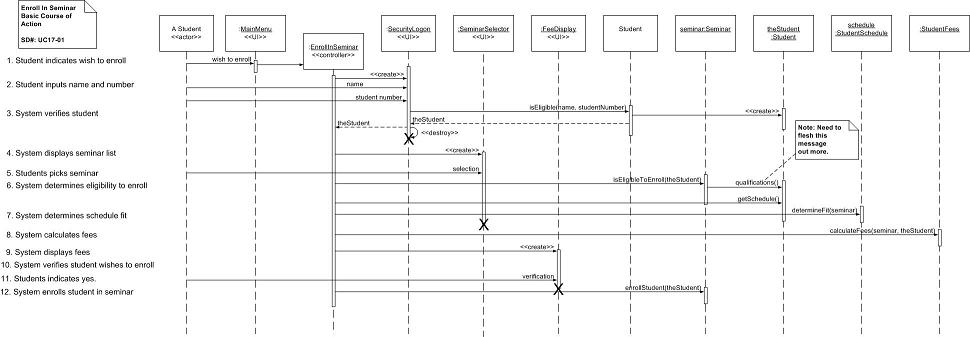 Enroll In Seminar
Basic Course of
Action
SD#: UC17-01
A Student
<<actor>>
:MainMenu
<<UI>>
:EnrollInSeminar
<<controller>>
:SecurityLogon
<<UI>>
:SeminarSelector
<<UI>>
:FeeDisplay
<<UI>>
Student
seminar:Seminar
theStudent
:Student
schedule
:StudentSchedule
:StudentFees
1. Student indicates wish to enroll
wish to enroll
<<create>>
2. Student inputs name and number
name
student number
3. System verifies student
isEligible(name, studentNumber)
<<create>>
theStudent
theStudent
<<destroy>>
Note: Need to
flesh this
message
out more.
4. System displays seminar list
<<create>>
5. Students picks seminar
selection
6. System determines eligibility to enroll
isEligibleToEnroll(theStudent)
qualifications()
getSchedule()
7. System determines schedule fit
determineFit(seminar)
8. System calculates fees
calculateFees(seminar, theStudent)
9. System displays fees
<<create>>
10. System verifies student wishes to enroll
11. Students indicates yes.
verification
12. System enrolls student in seminar
enrollStudent(theStudent)